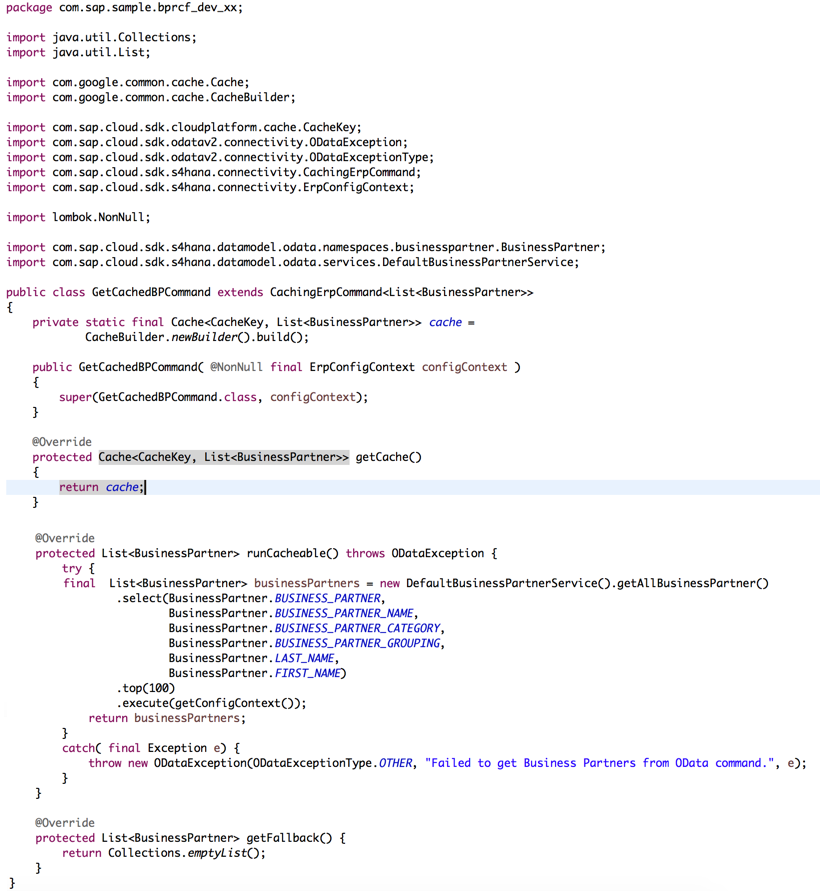 package com.sap.sample.bprcf_dev_xx;
import java.util.Collections;
import java.util.List;
import com.google.common.cache.Cache;
import com.google.common.cache.CacheBuilder;
import com.sap.cloud.sdk.cloudplatform.cache.CacheKey;
import com.sap.cloud.sdk.odatav2.connectivity.ODataException;
import com.sap.cloud.sdk.odatav2.connectivity.ODataExceptionType;
import com.sap.cloud.sdk.s4hana.connectivity.CachingErpCommand;
import com.sap.cloud.sdk.s4hana.connectivity.ErpConfigContext;
import lombok.NonNull;
import com.sap.cloud.sdk.s4hana.datamodel.odata.namespaces.businesspartner.BusinessPartner;
import com.sap.cloud.sdk.s4hana.datamodel.odata.services.DefaultBusinessPartnerService;
public class GetCachedBPCommand extends CachingErpCommand<List<BusinessPartner>>
{
    private static final Cache<CacheKey, List<BusinessPartner>> cache =
            CacheBuilder.newBuilder().build();
    public GetCachedBPCommand( @NonNull final ErpConfigContext configContext )
    {
        super(GetCachedBPCommand.class, configContext);
    }
    @Override
    protected Cache<CacheKey, List<BusinessPartner>> getCache()
    {
        return cache;
    }
    @Override
    protected List<BusinessPartner> runCacheable() throws ODataException {
        try {
        final  List<BusinessPartner> businessPartners = new DefaultBusinessPartnerService().getAllBusinessPartner()
                .select(BusinessPartner.BUSINESS_PARTNER,
                        BusinessPartner.BUSINESS_PARTNER_NAME,
                        BusinessPartner.BUSINESS_PARTNER_CATEGORY,
                        BusinessPartner.BUSINESS_PARTNER_GROUPING,
                        BusinessPartner.LAST_NAME,
                        BusinessPartner.FIRST_NAME)
                .top(100)
                .execute(getConfigContext());
            return businessPartners;
        }
        catch( final Exception e) {
            throw new ODataException(ODataExceptionType.OTHER, "Failed to get Business Partners from OData command.", e);
        }
    }
    @Override
    protected List<BusinessPartner> getFallback() {
        return Collections.emptyList();
    }
}